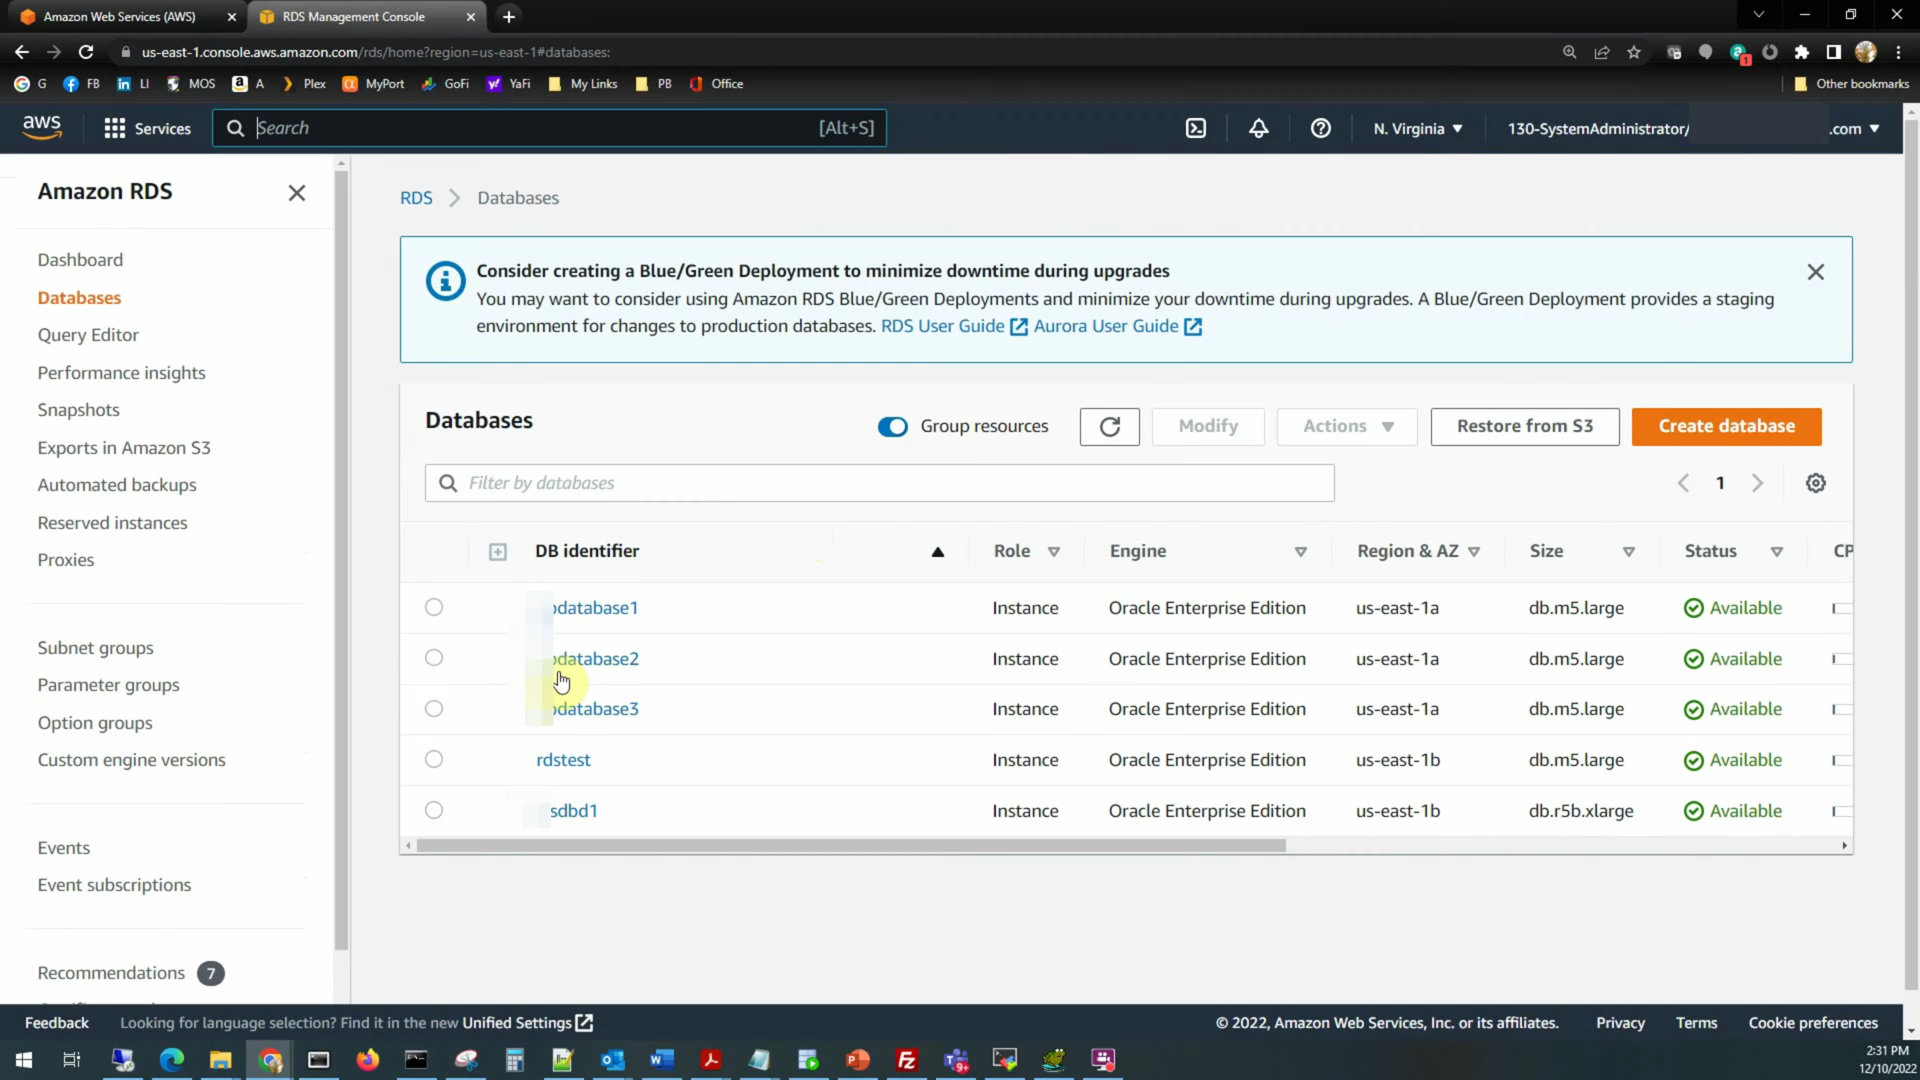 Amazon Web Services (AWS)
RDS Management Console
us-east-1.console.aws.amazon.com/rds/home?region=us-east-1#databases:
G FB LI MOS A Plex MyPort GoFi YaFi My Links PB Office Other bookmarks
aws Services Search [Alt+S] N. Virginia 130-SystemAdministrator/ .com
Amazon RDS
Dashboard
Databases
Query Editor
Performance insights
Snapshots
Exports in Amazon S3
Automated backups
Reserved instances
Proxies
Subnet groups
Parameter groups
Option groups
Custom engine versions
Events
Event subscriptions
Recommendations 7
RDS > Databases
Consider creating a Blue/Green Deployment to minimize downtime during upgrades
You may want to consider using Amazon RDS Blue/Green Deployments and minimize your downtime during upgrades. A Blue/Green Deployment provides a staging
environment for changes to production databases. RDS User Guide Aurora User Guide
Databases Group resources Modify Actions Restore from S3 Create database
Filter by databases 1
DB identifier Role Engine Region & AZ Size Status CP
database1 Instance Oracle Enterprise Edition us-east-1a db.m5.large Available
database2 Instance Oracle Enterprise Edition us-east-1a db.m5.large Available
database3 Instance Oracle Enterprise Edition us-east-1a db.m5.large Available
rdstest Instance Oracle Enterprise Edition us-east-1b db.m5.large Available
sdbd1 Instance Oracle Enterprise Edition us-east-1b db.r5b.xlarge Available
Feedback Looking for language selection? Find it in the new Unified Settings © 2022, Amazon Web Services, Inc. or its affiliates. Privacy Terms Cookie preferences
2:31 PM
12/10/2022